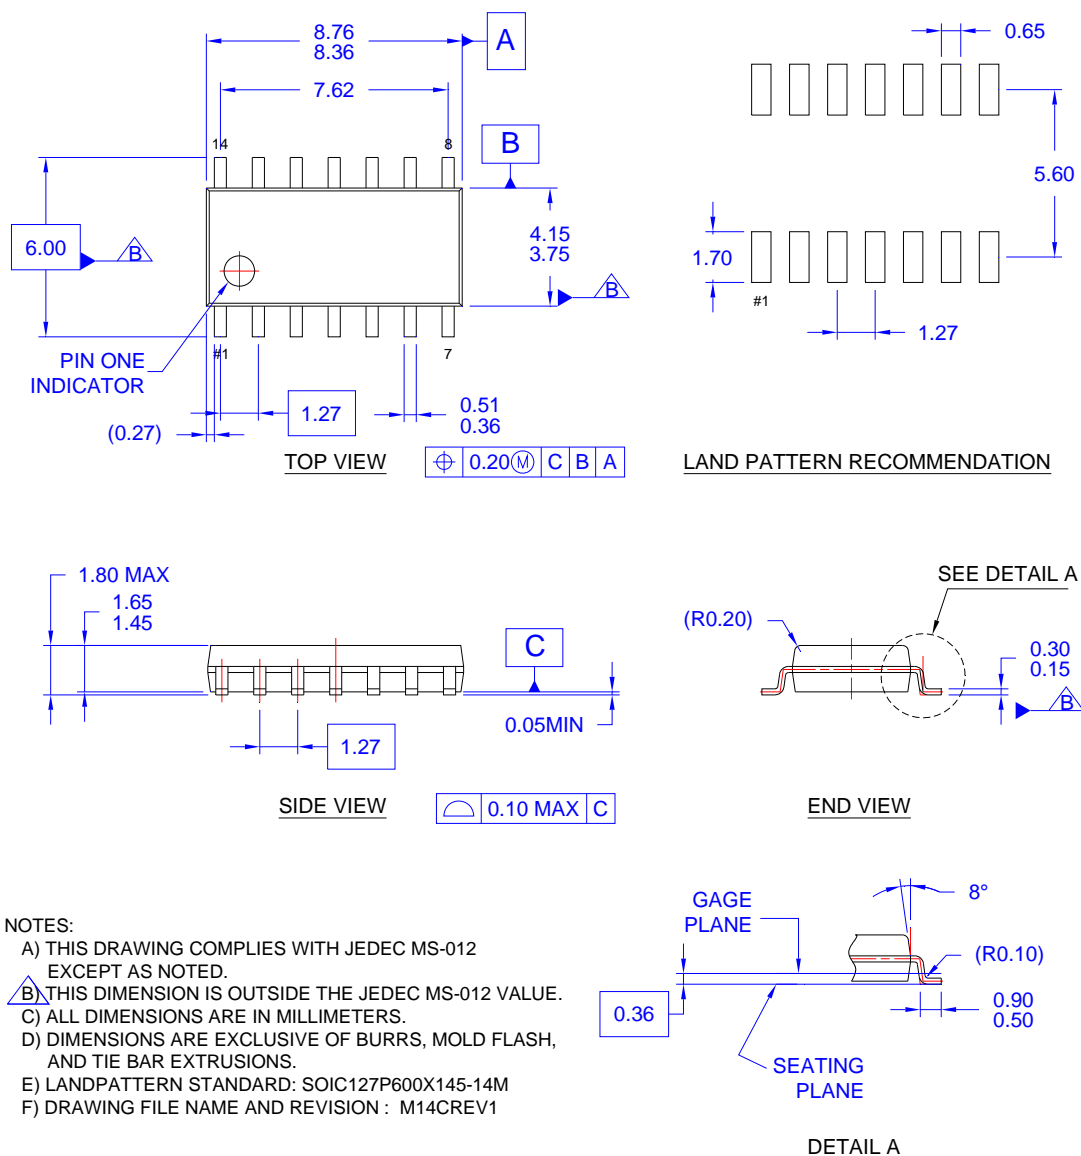 8.76
8.36
A
7.62
14
8
B
6.00
B
4.15
3.75
B
#1
7
PIN ONE
INDICATOR
1.27
0.51
0.36
(0.27)
TOP VIEW
⌖ 0.20Ⓜ C B A
0.65
5.60
1.70
#1
1.27
LAND PATTERN RECOMMENDATION
1.80 MAX
1.65
1.45
C
0.05MIN
1.27
SIDE VIEW
⌓ 0.10 MAX C
SEE DETAIL A
(R0.20)
0.30
0.15
B
END VIEW
NOTES:
A) THIS DRAWING COMPLIES WITH JEDEC MS-012
EXCEPT AS NOTED.
B) THIS DIMENSION IS OUTSIDE THE JEDEC MS-012 VALUE.
C) ALL DIMENSIONS ARE IN MILLIMETERS.
D) DIMENSIONS ARE EXCLUSIVE OF BURRS, MOLD FLASH,
AND TIE BAR EXTRUSIONS.
E) LANDPATTERN STANDARD: SOIC127P600X145-14M
F) DRAWING FILE NAME AND REVISION : M14CREV1
8°
GAGE
PLANE
(R0.10)
0.36
0.90
0.50
SEATING
PLANE
DETAIL A